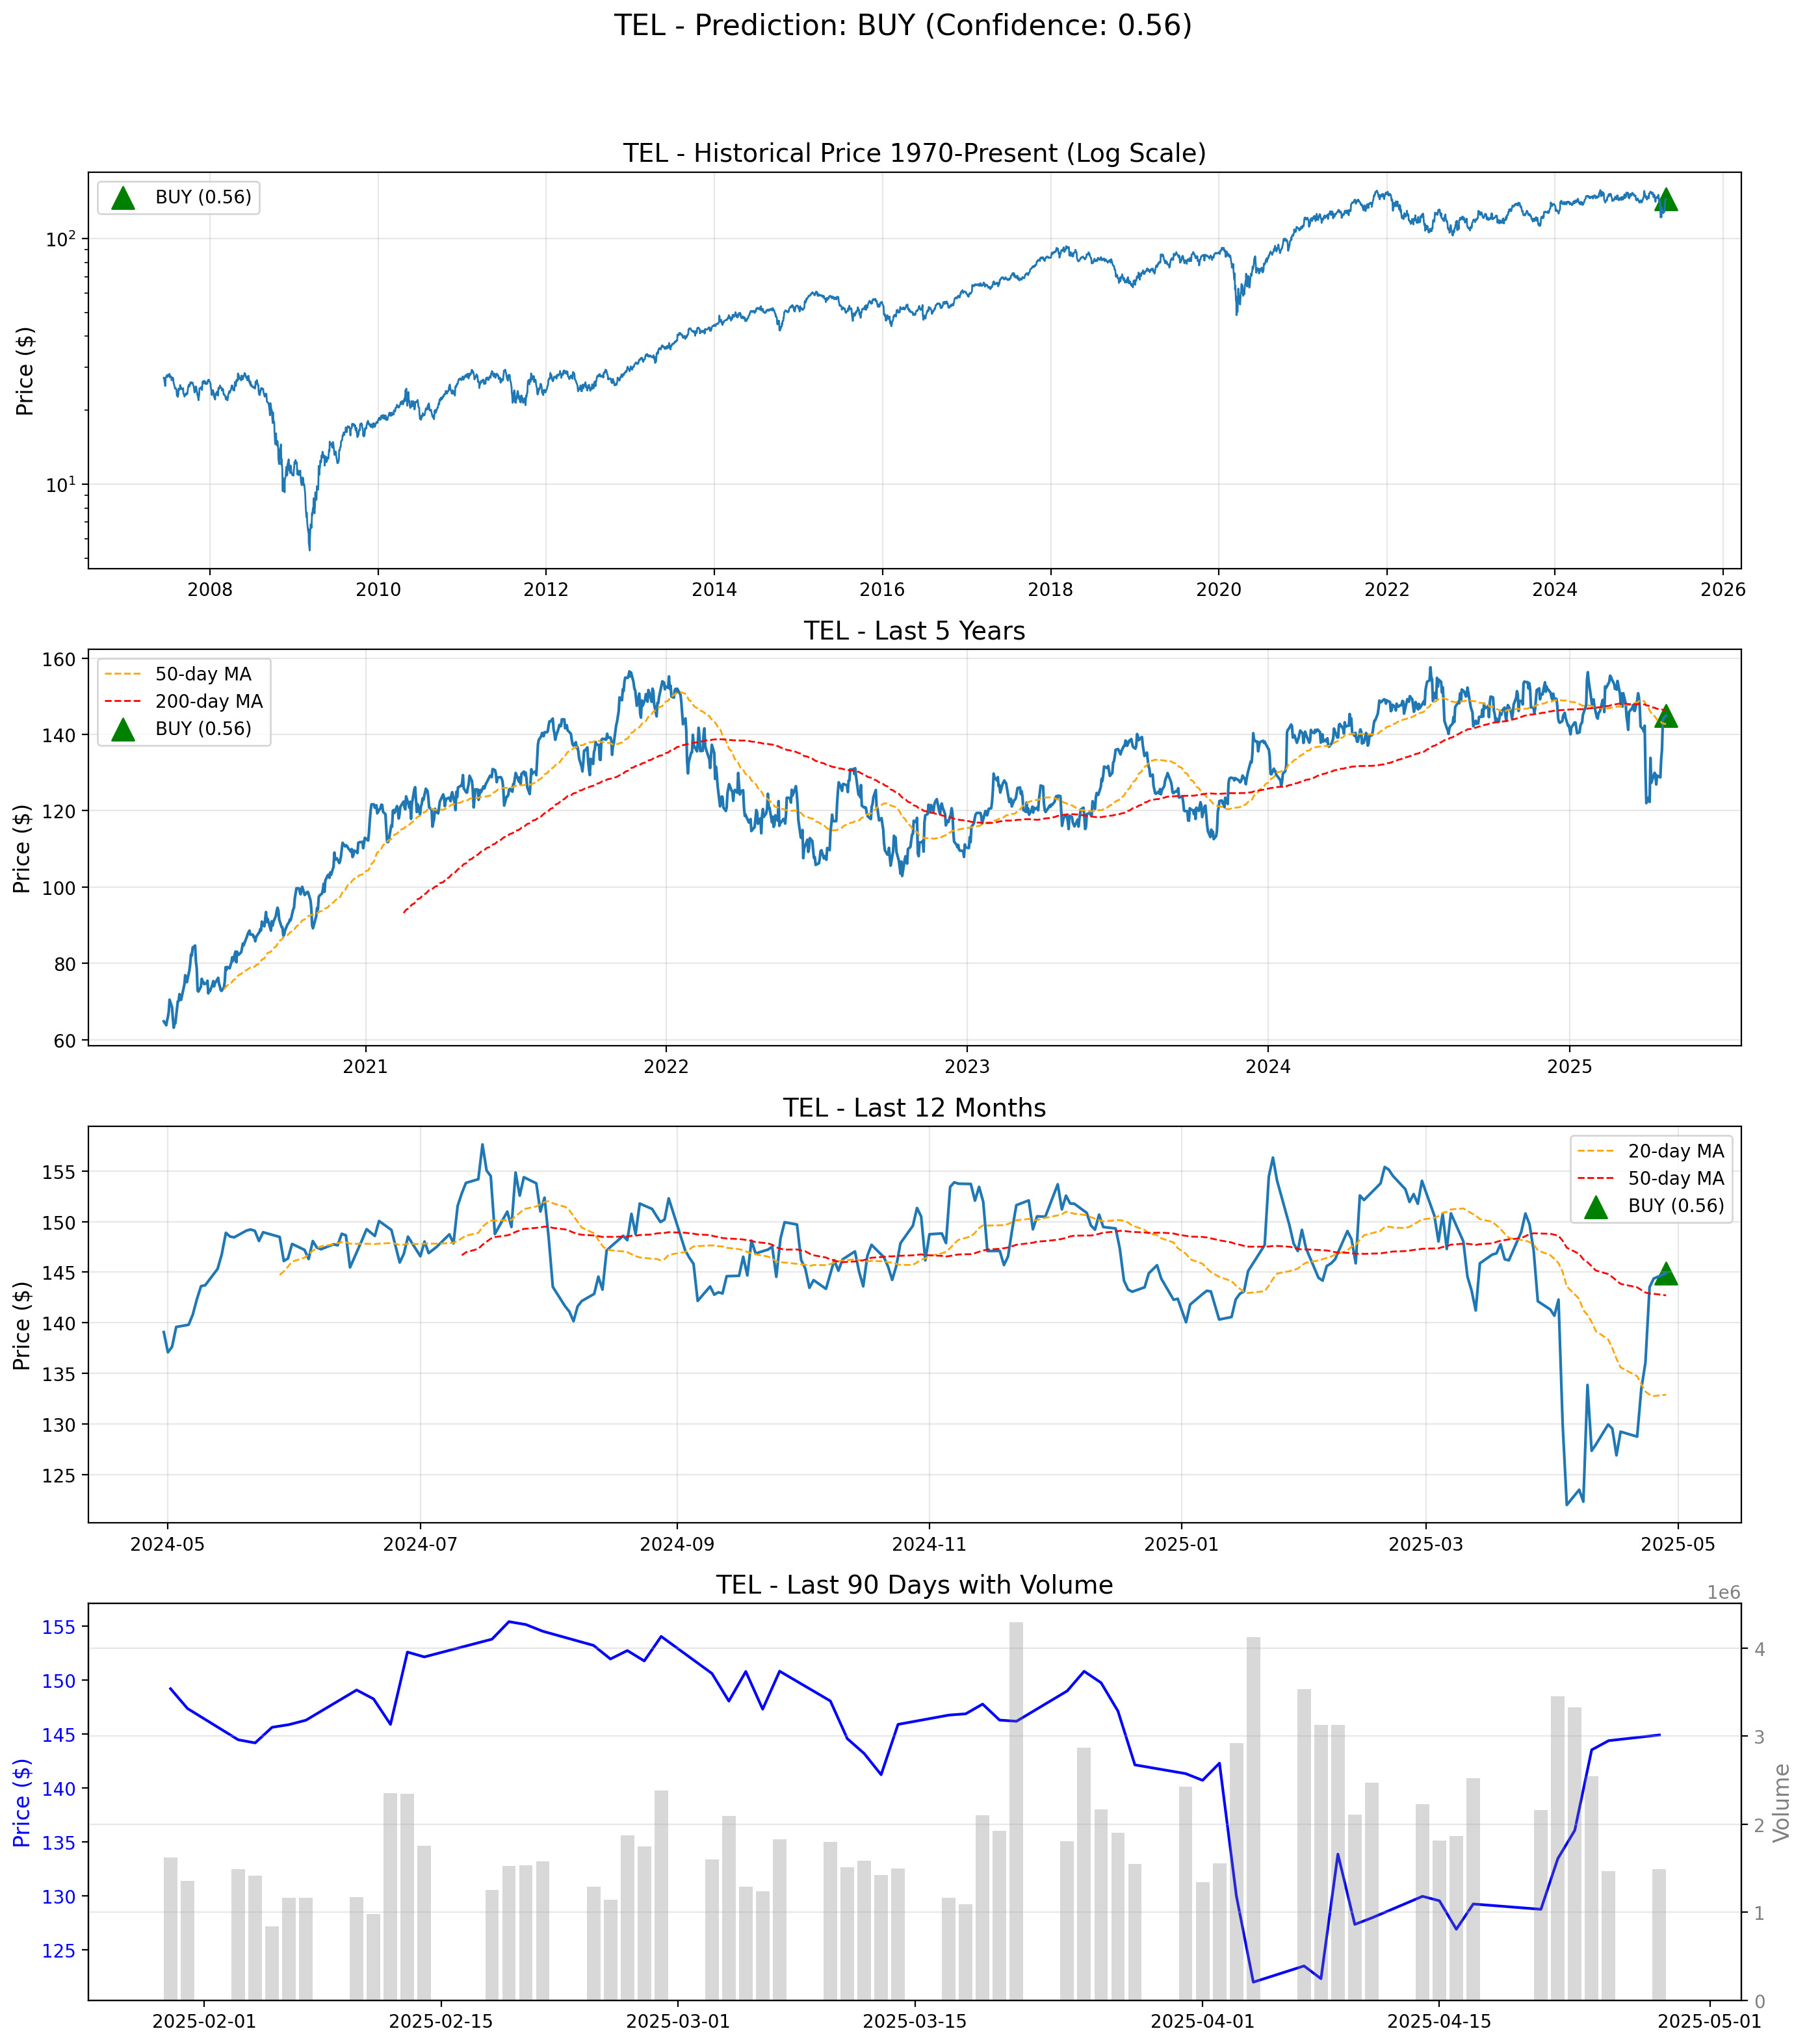 TEL - Prediction: BUY (Confidence: 0.56)
TEL - Historical Price 1970-Present (Log Scale)
BUY (0.56)
10²
10¹
Price ($)
2008 2010 2012 2014 2016 2018 2020 2022 2024 2026
TEL - Last 5 Years
50-day MA
200-day MA
BUY (0.56)
160
140
120
100
80
60
Price ($)
2021 2022 2023 2024 2025
TEL - Last 12 Months
20-day MA
50-day MA
BUY (0.56)
155
150
145
140
135
130
125
Price ($)
2024-05 2024-07 2024-09 2024-11 2025-01 2025-03 2025-05
TEL - Last 90 Days with Volume
1e6
155
150
145
140
135
130
125
Price ($)
4
3
2
1
0
Volume
2025-02-01 2025-02-15 2025-03-01 2025-03-15 2025-04-01 2025-04-15 2025-05-01